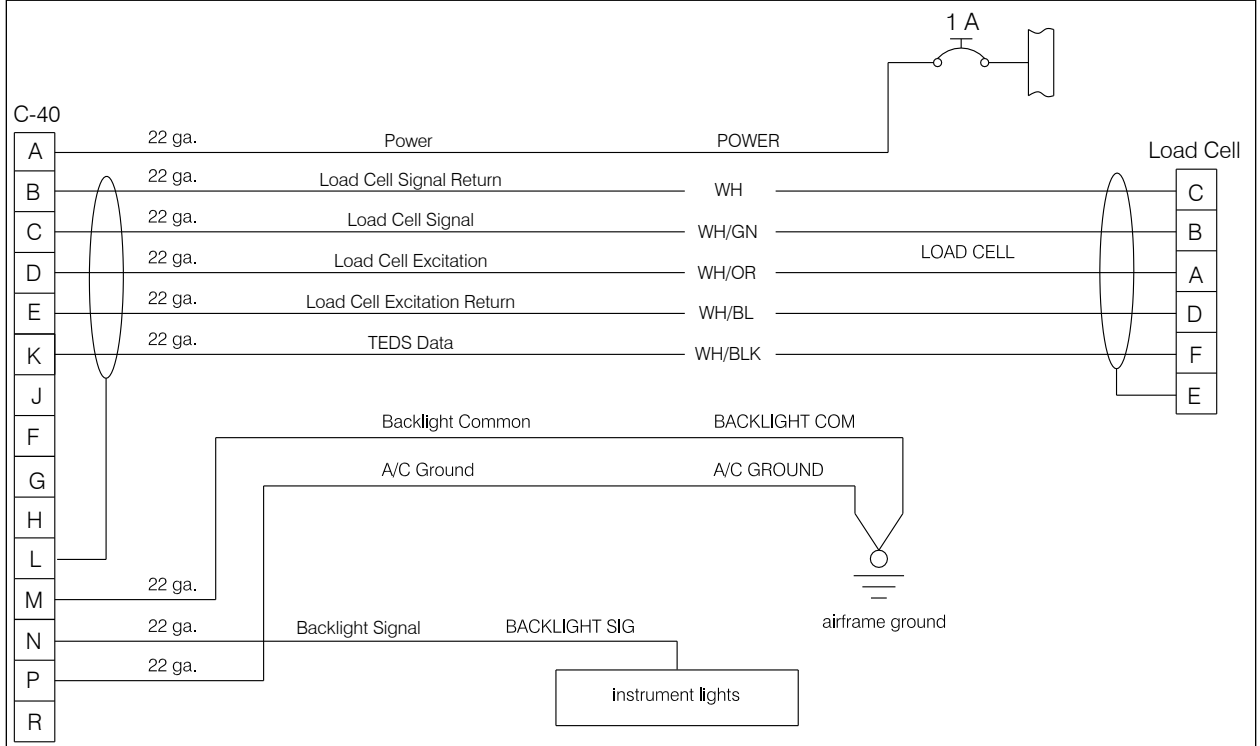 1 A
C-40
A 22 ga. Power POWER
Load Cell
B 22 ga. Load Cell Signal Return WH C
C 22 ga. Load Cell Signal WH/GN B
LOAD CELL
D 22 ga. Load Cell Excitation WH/OR A
E 22 ga. Load Cell Excitation Return WH/BL D
K 22 ga. TEDS Data WH/BLK F
J E
F Backlight Common BACKLIGHT COM
G A/C Ground A/C GROUND
H
L
M 22 ga.
airframe ground
N 22 ga. Backlight Signal BACKLIGHT SIG
P 22 ga.
instrument lights
R